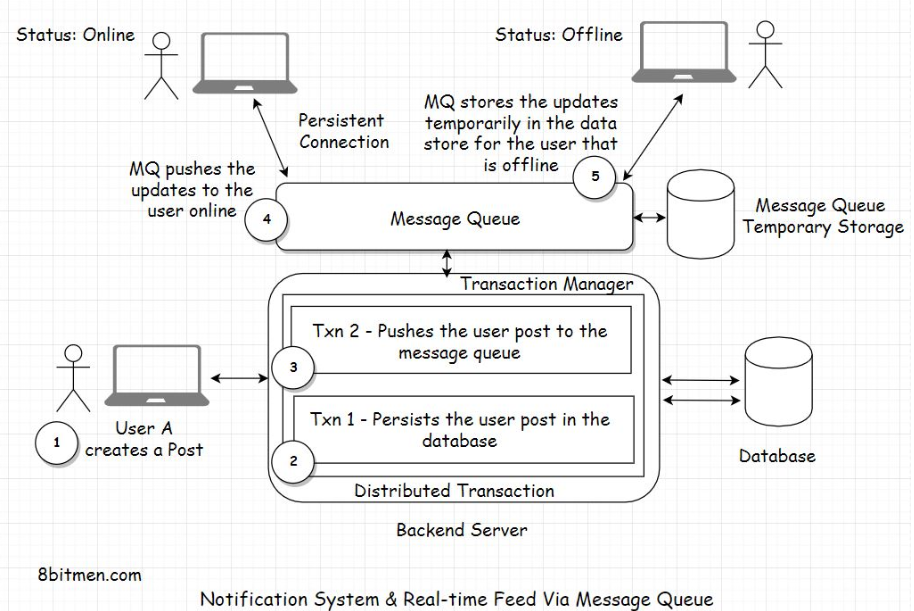 Status: Online
Status: Offline
Persistent
Connection
MQ stores the updates
temporarily in the data
store for the user that
is offline
5
MQ pushes the
updates to the
user online
4
Message Queue
Message Queue
Temporary Storage
Transaction Manager
Txn 2 - Pushes the user post to the
message queue
3
Txn 1 - Persists the user post in the
database
2
1
User A
creates a Post
Distributed Transaction
Database
Backend Server
8bitmen.com
Notification System & Real-time Feed Via Message Queue